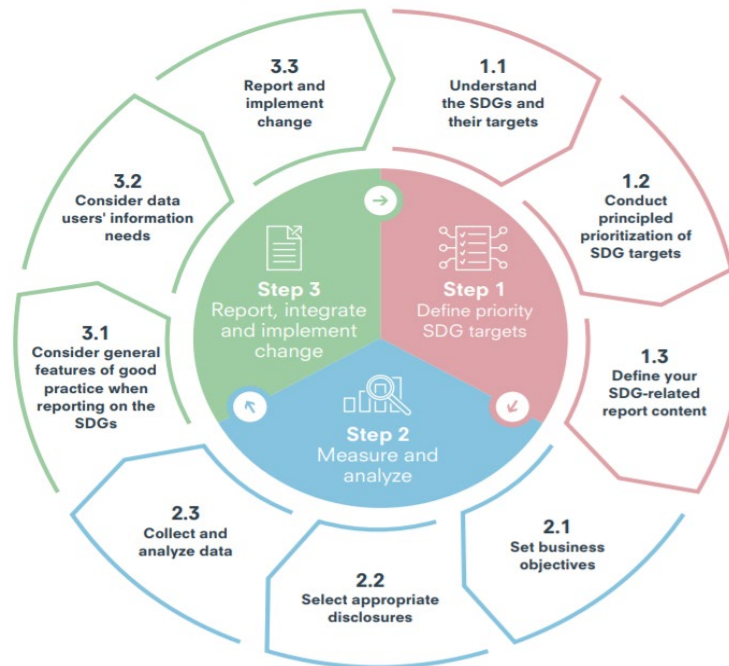 3.3
Report and
implement
change
1.1
Understand
the SDGs and
their targets
3.2
Consider data
users' information
needs
1.2
Conduct
principled
prioritization of
SDG targets
Step 3
Report, integrate
and implement
change
Step 1
Define priority
SDG targets
3.1
Consider general
features of good
practice when
reporting on the
SDGs
1.3
Define your
SDG-related
report content
Step 2
Measure and
analyze
2.3
Collect and
analyze data
2.1
Set business
objectives
2.2
Select appropriate
disclosures